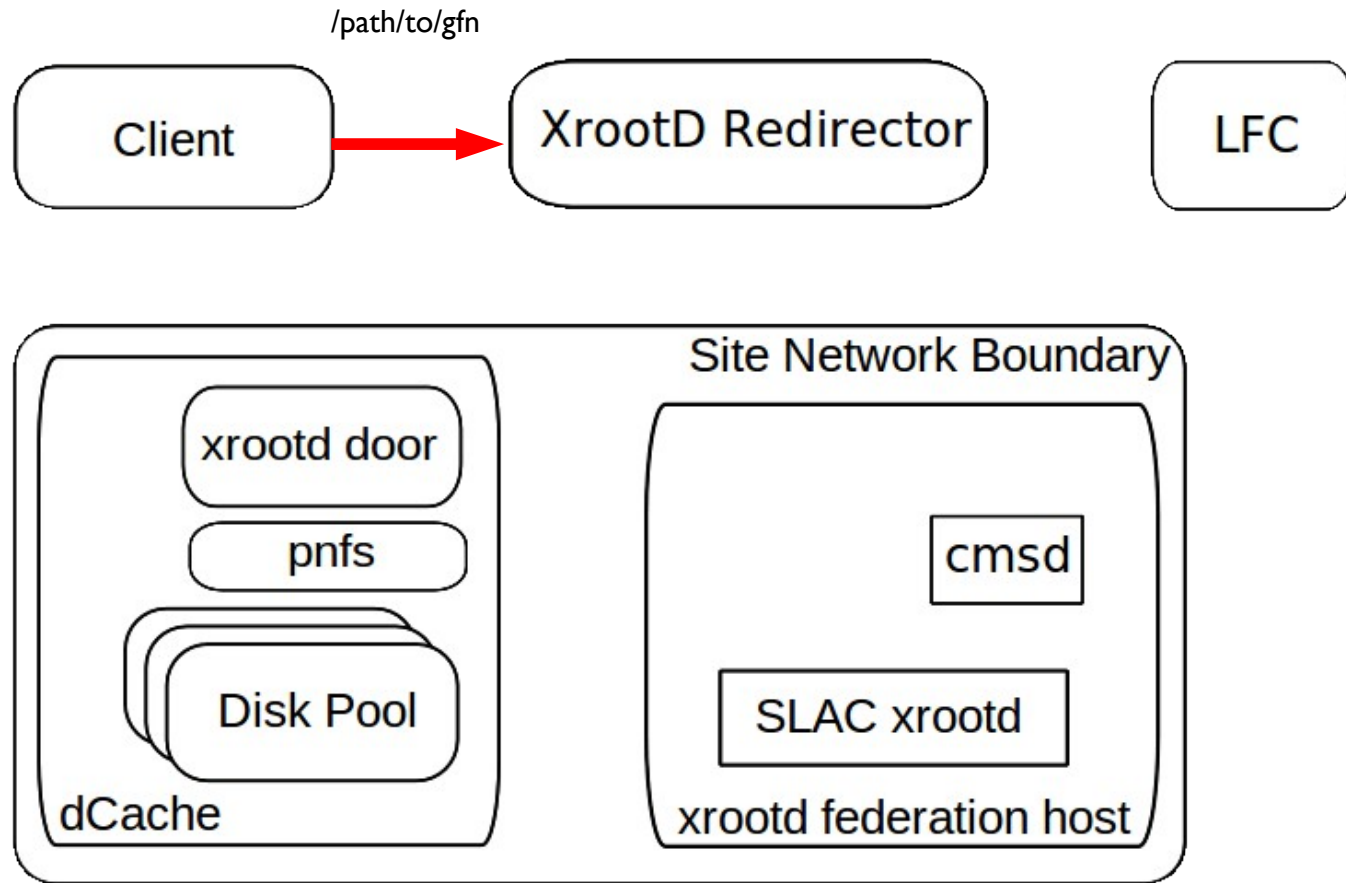 /path/to/gfn
Client
XrootD Redirector
LFC
Site Network Boundary
xrootd door
pnfs
Disk Pool
dCache
cmsd
SLAC xrootd
xrootd federation host